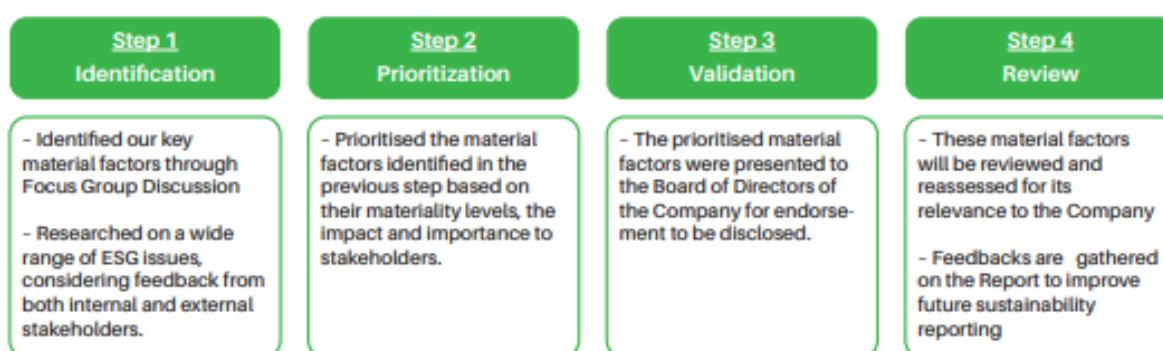 Step 1
Identification
– Identified our key
material factors through
Focus Group Discussion
– Researched on a wide
range of ESG issues,
considering feedback from
both internal and external
stakeholders.
Step 2
Prioritization
– Prioritised the material
factors identified in the
previous step based on
their materiality levels, the
impact and importance to
stakeholders.
Step 3
Validation
– The prioritised material
factors were presented to
the Board of Directors of
the Company for endorse-
ment to be disclosed.
Step 4
Review
– These material factors
will be reviewed and
reassessed for its
relevance to the Company
– Feedbacks are gathered
on the Report to improve
future sustainability
reporting